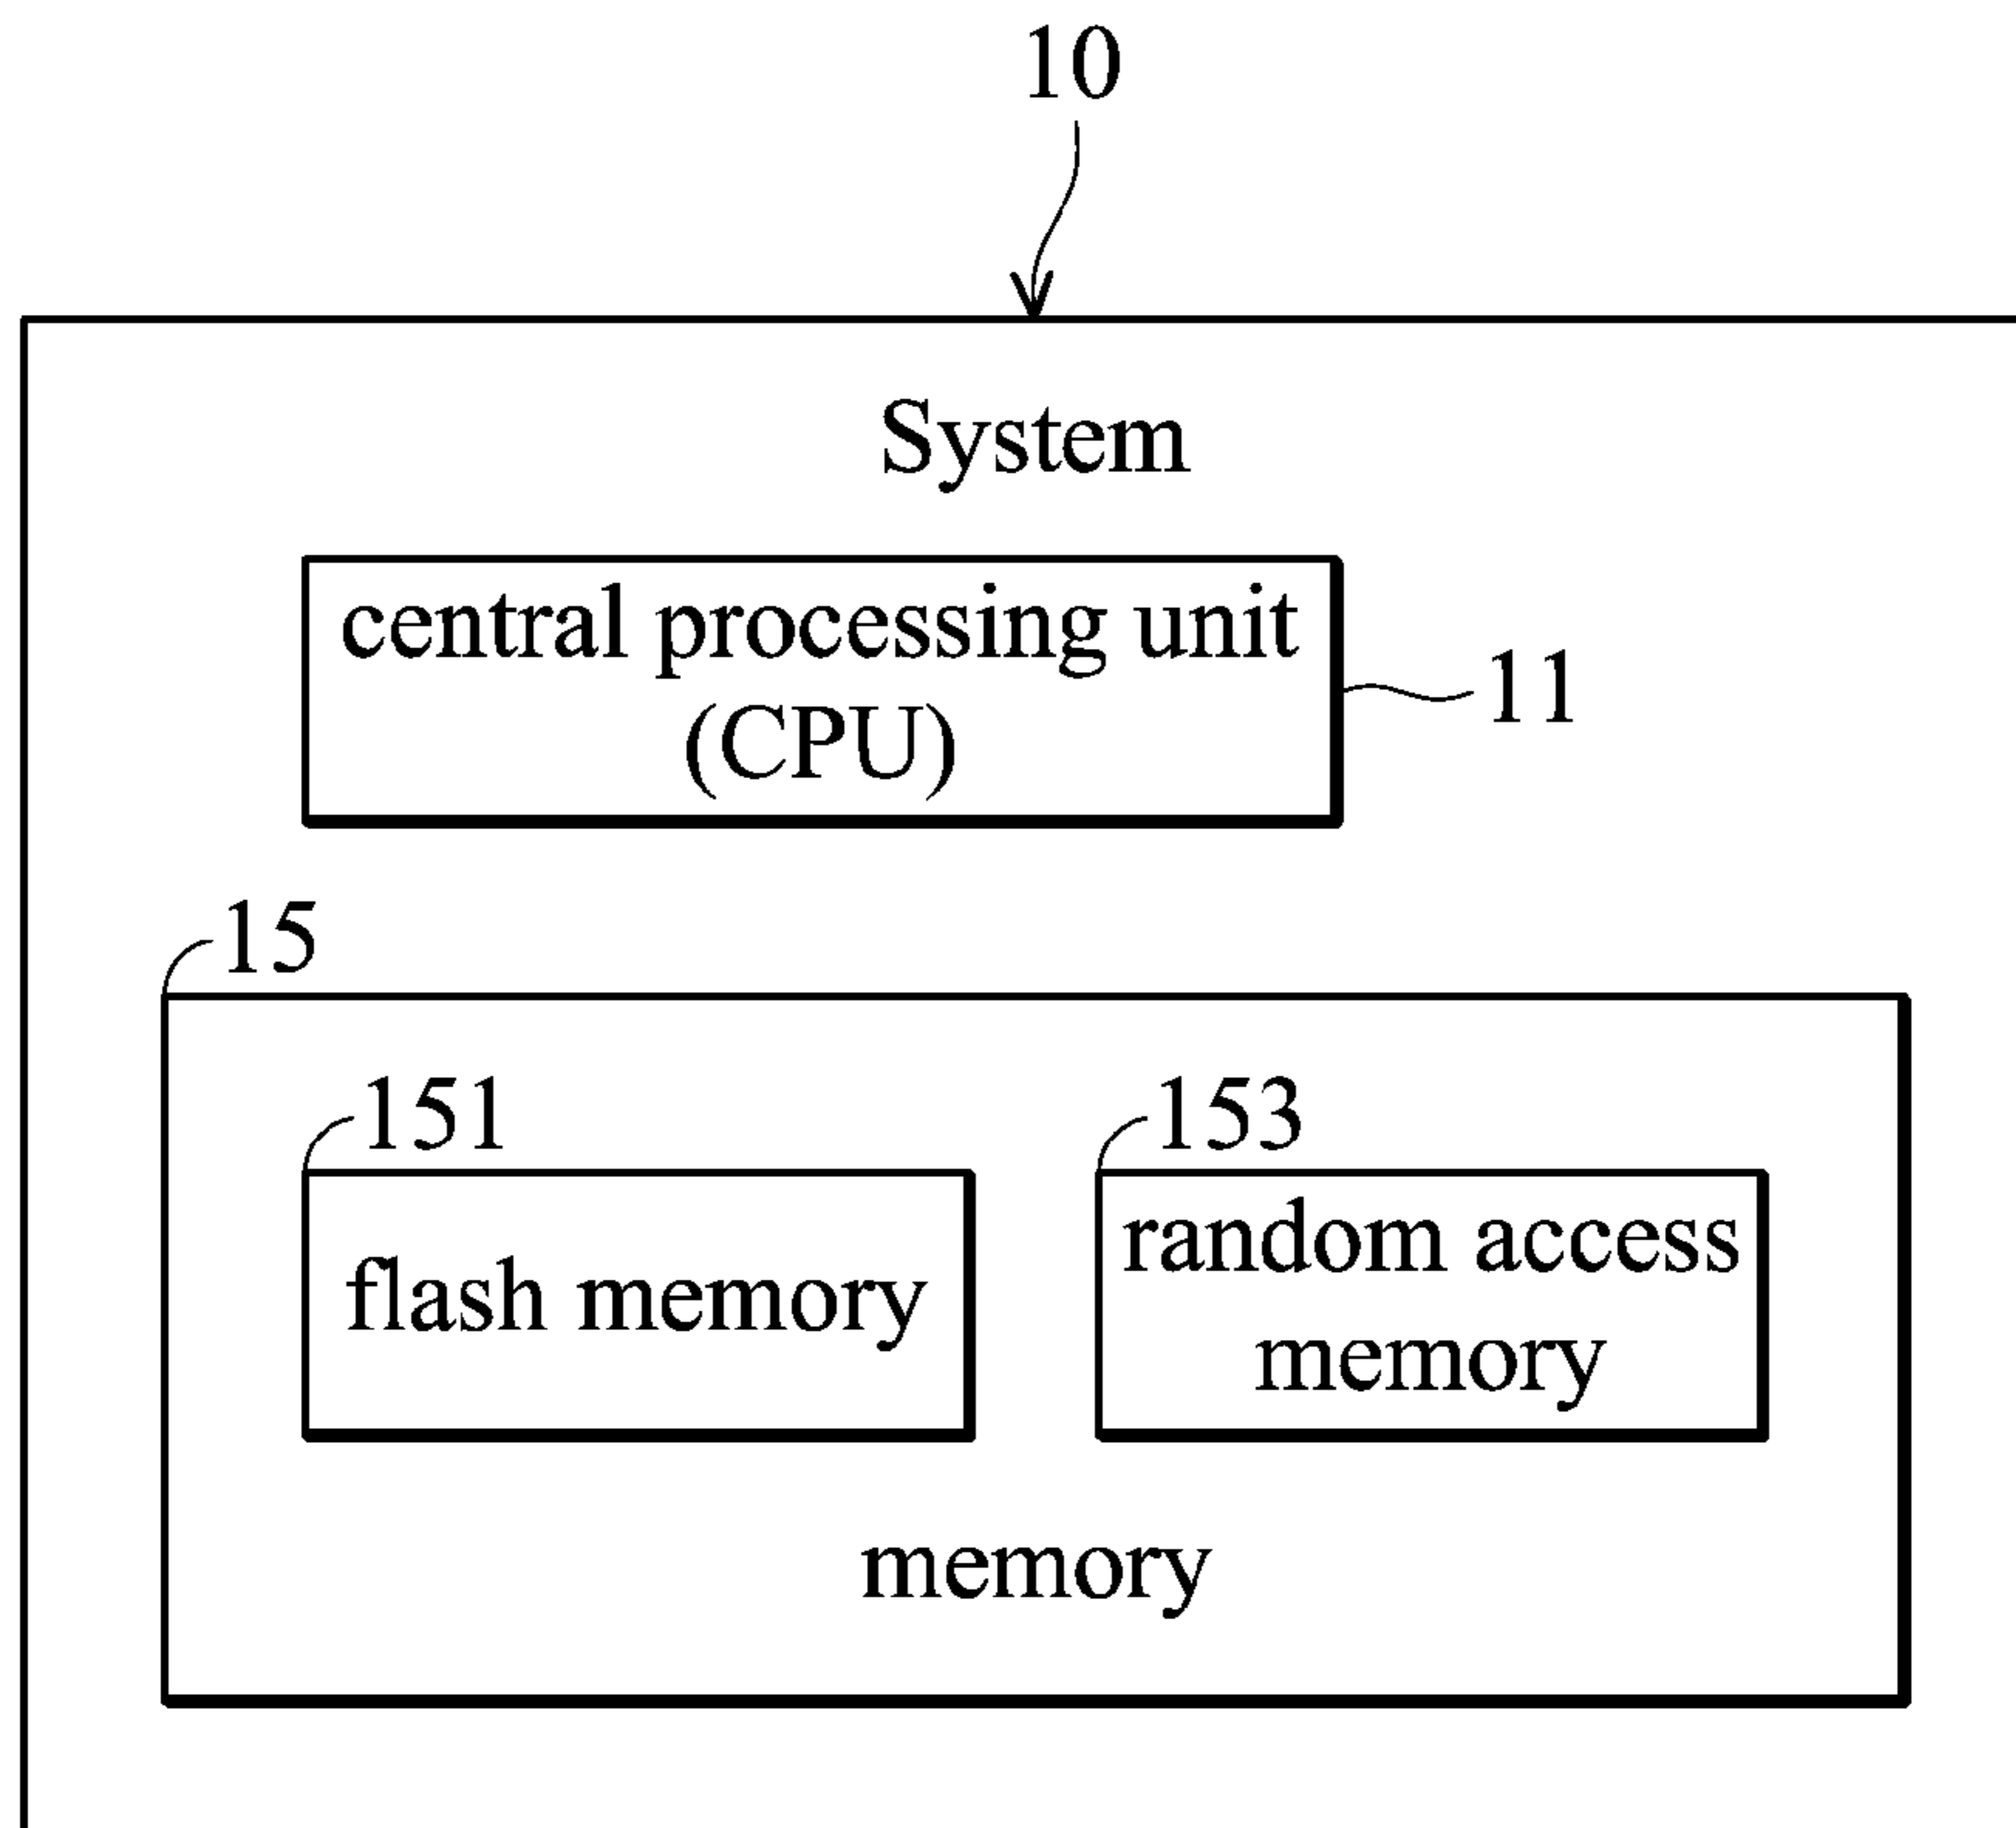 10
System
central processing unit
(CPU)
11
15
151
153
flash memory
random access
memory
memory